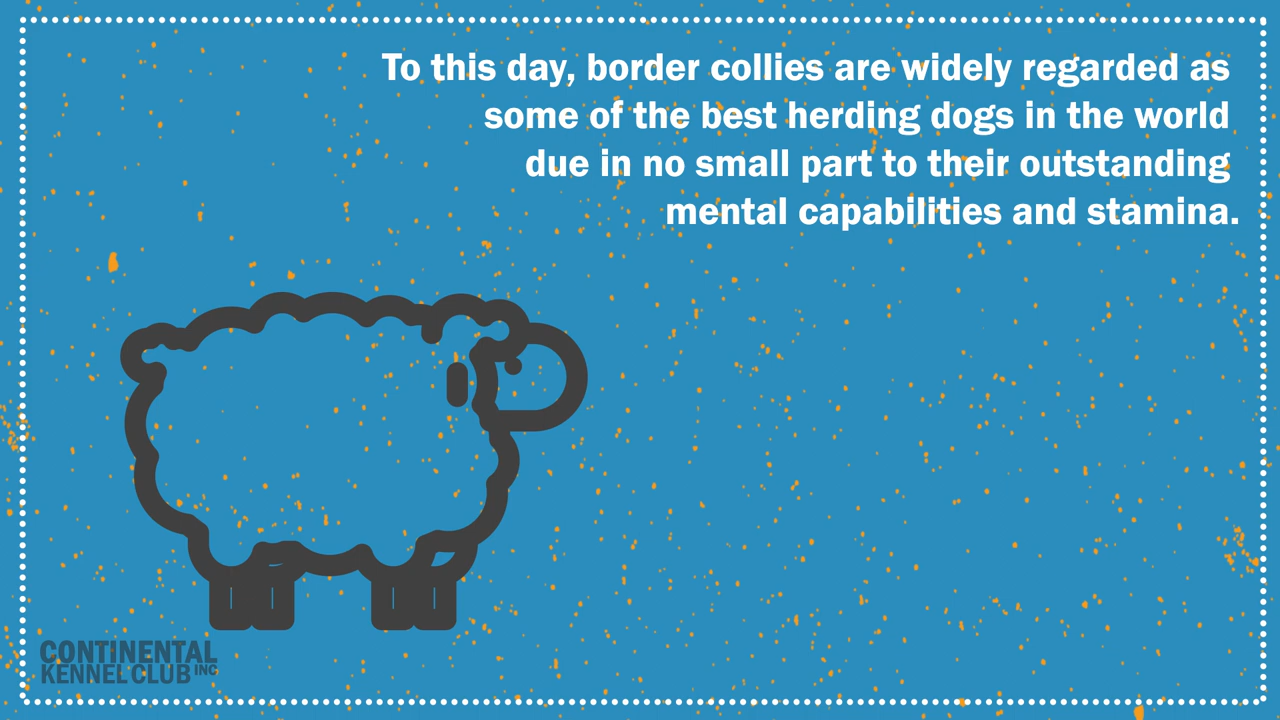 To this day, border collies are widely regarded as
some of the best herding dogs in the world
due in no small part to their outstanding
mental capabilities and stamina.
CONTINENTAL
KENNEL CLUB INC